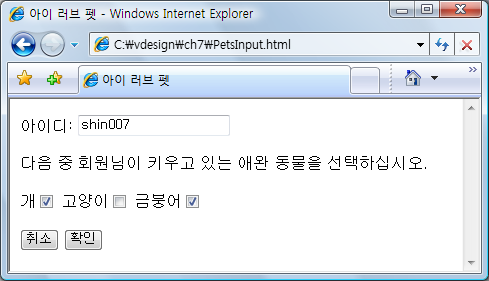 아이 러브 펫 - Windows Internet Explorer
C:\vdesign\ch7\PetsInput.html
아이 러브 펫
아이디: shin007
다음 중 회원님이 키우고 있는 애완 동물을 선택하십시오.
개 고양이 금붕어
취소 확인